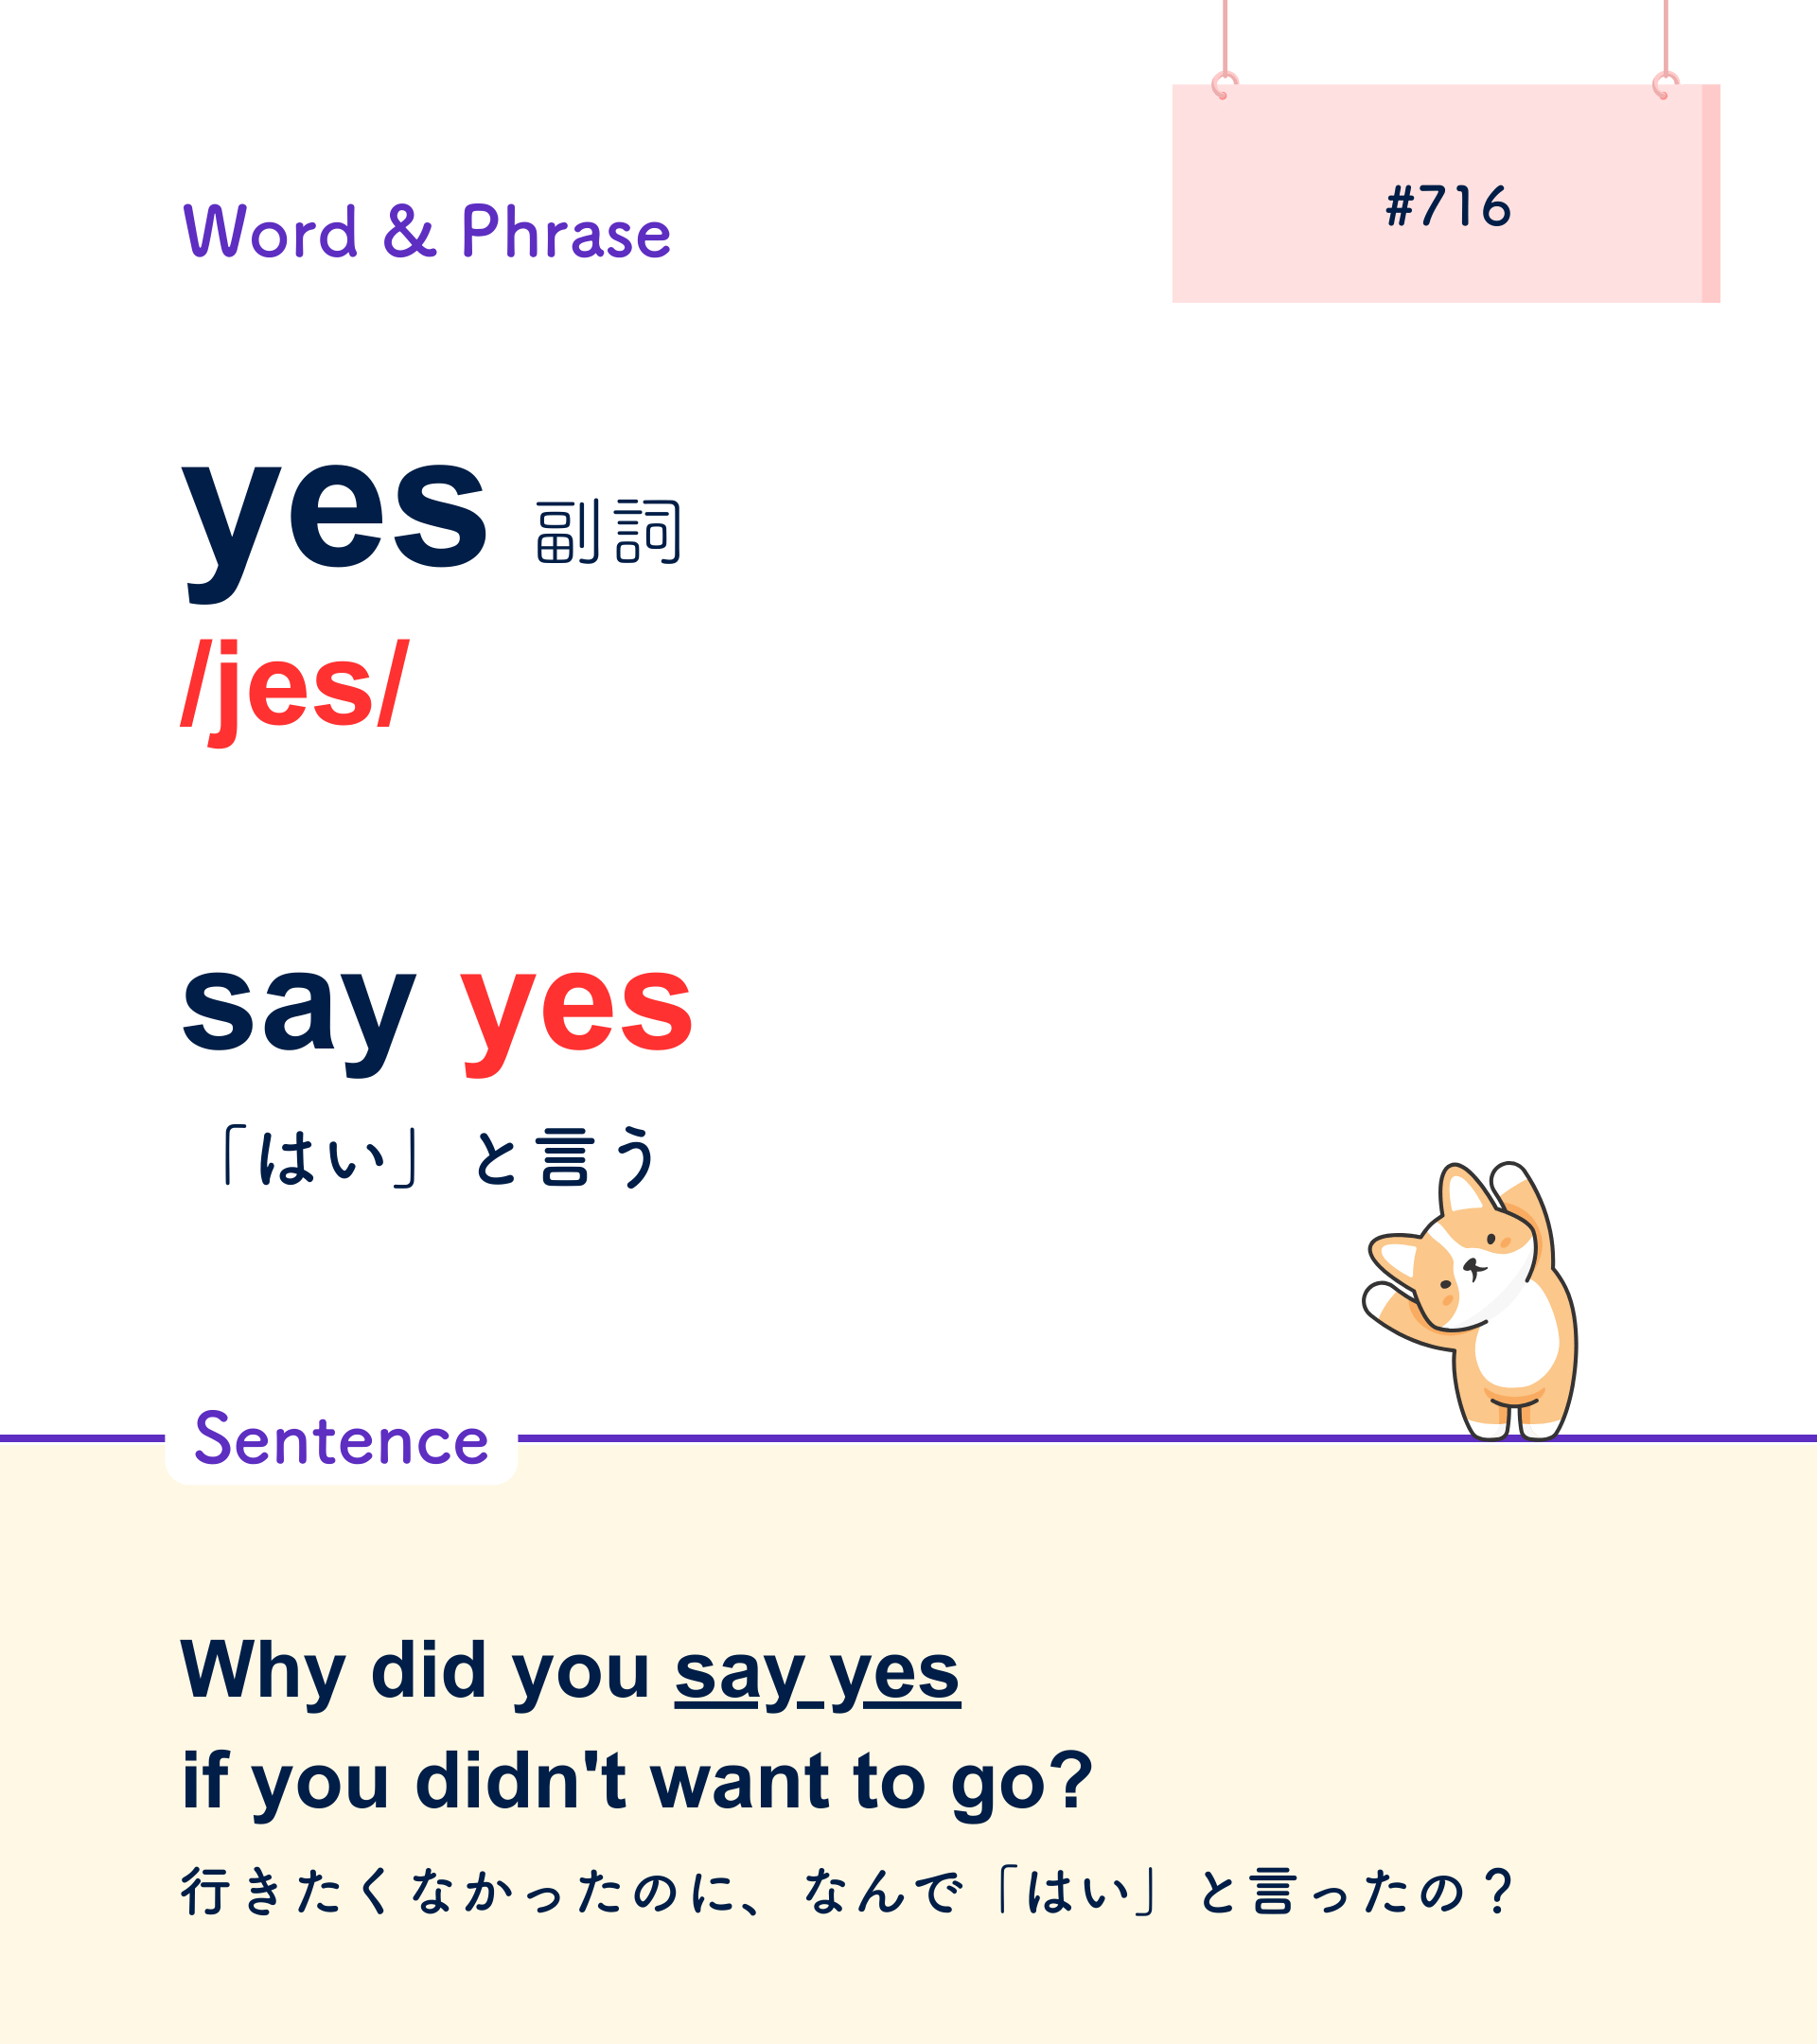 #716
Word & Phrase
yes 副詞
/jes/
say yes
「はい」と言う
Sentence
Why did you say yes
if you didn't want to go?
行きたくなかったのに、なんで「はい」と言ったの？